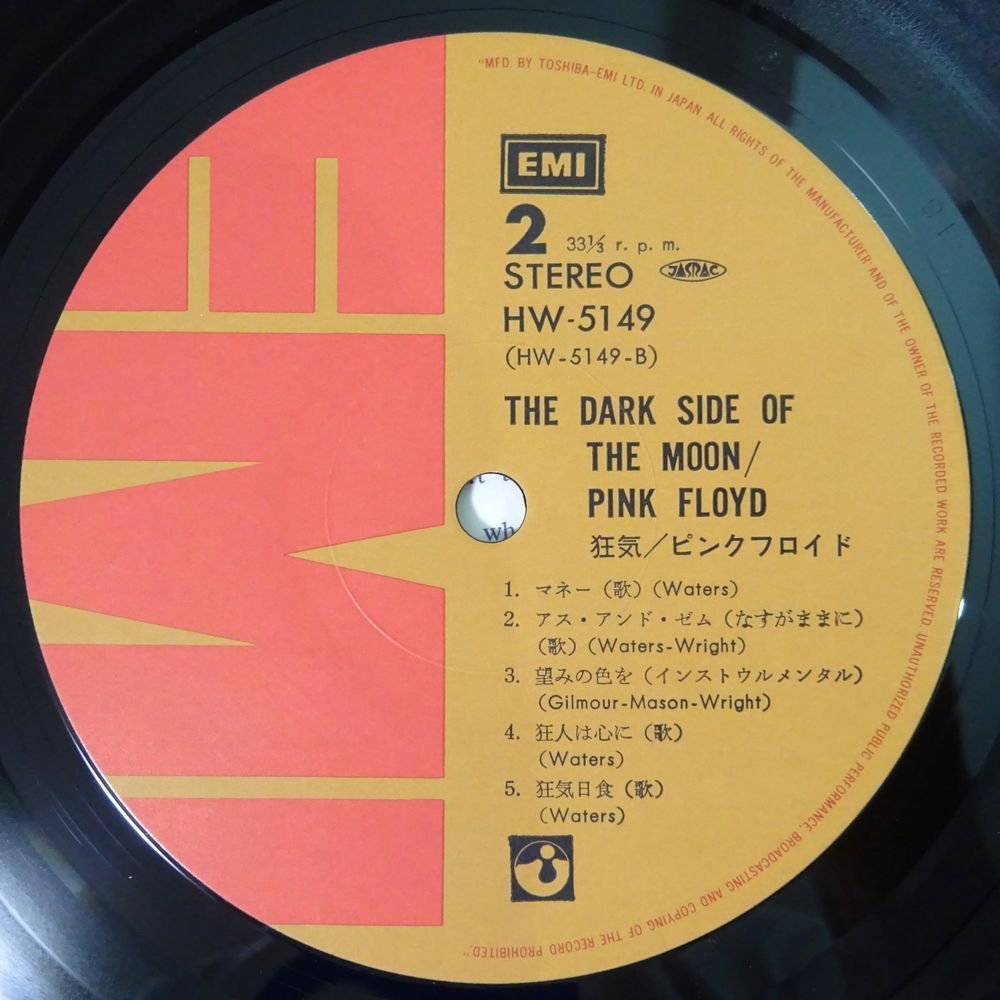 "MFD. BY TOSHIBA-EMI LTD. IN JAPAN ALL RIGHTS OF THE MANUFACTURER AND OF THE OWNER OF THE RECORDED WORK ARE RESERVED. UNAUTHORIZED PUBLIC PERFORMANCE, BROADCASTING AND COPYING OF THE RECORD PROHIBITED."
EMI
EMI
2 33⅓ r. p. m.
STEREO JASRAC
HW-5149
(HW-5149-B)
THE DARK SIDE OF
THE MOON/
PINK FLOYD
狂気/ピンクフロイド
1. マネー (歌) (Waters)
2. アス・アンド・ゼム (なすがままに)
(歌) (Waters-Wright)
3. 望みの色を (インストウルメンタル)
(Gilmour-Mason-Wright)
4. 狂人は心に (歌)
(Waters)
5. 狂気日食 (歌)
(Waters)
wh